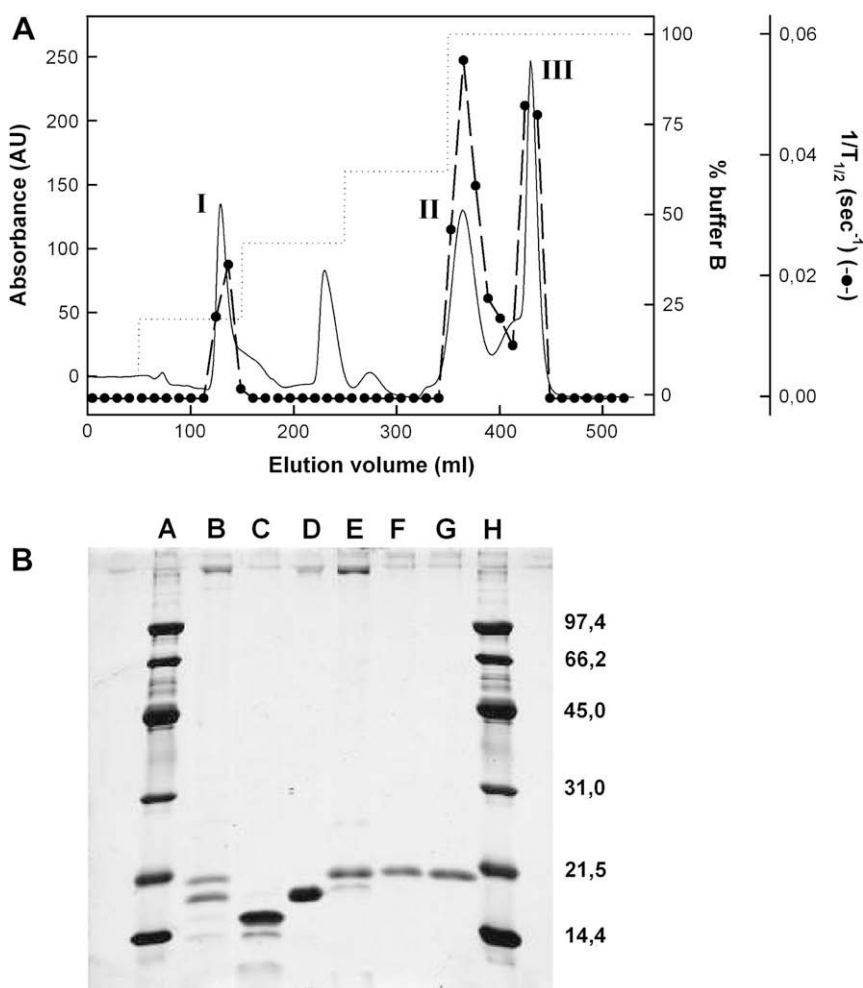 A
Absorbance (AU)
250
200
150
100
50
0
I
II
III
100
75
50
25
0
% buffer B
0,06
0,04
0,02
0,00
1/T1/2 (sec-1) (-●-)
0 100 200 300 400 500
Elution volume (ml)
B
A B C D E F G H
97,4
66,2
45,0
31,0
21,5
14,4